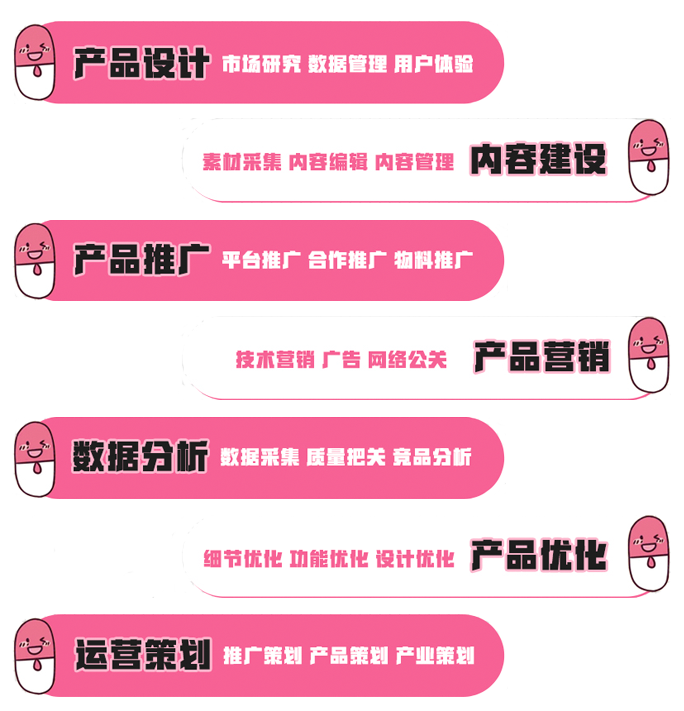 产品设计 市场研究 数据管理 用户体验
素材采集 内容编辑 内容管理 内容建设
产品推广 平台推广 合作推广 物料推广
技术营销 广告 网络公关 产品营销
数据分析 数据采集 质量把关 竞品分析
细节优化 功能优化 设计优化 产品优化
运营策划 推广策划 产品策划 产业策划